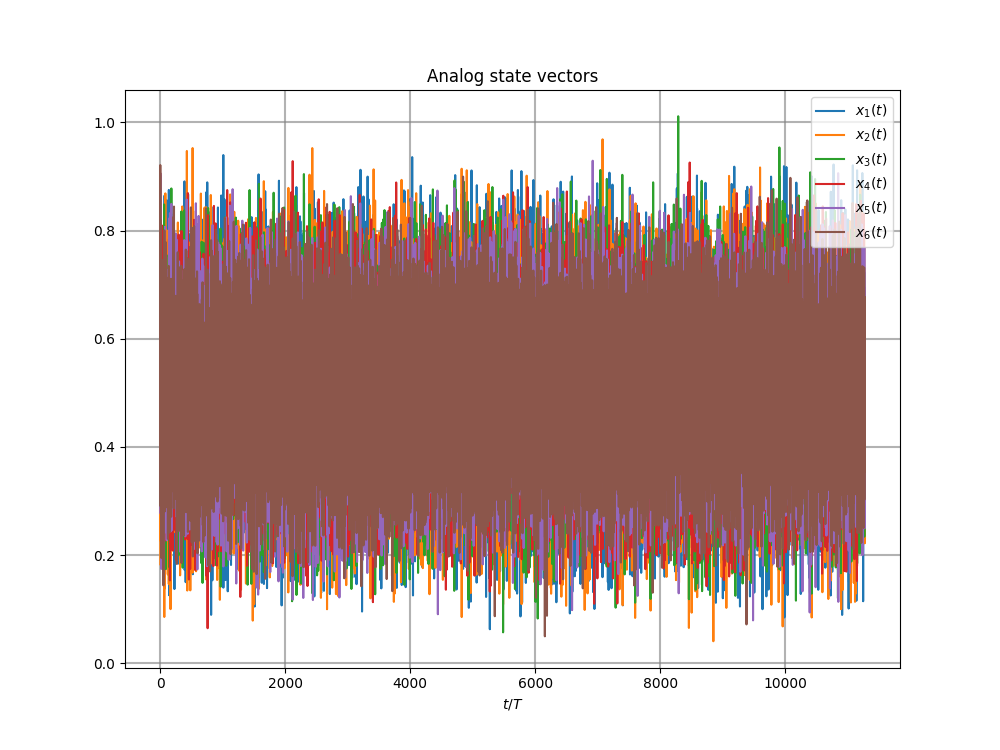 Analog state vectors
1.0
0.8
0.6
0.4
0.2
0.0
x₁(t)
x₂(t)
x₃(t)
x₄(t)
x₅(t)
x₆(t)
0 2000 4000 6000 8000 10000
t/T